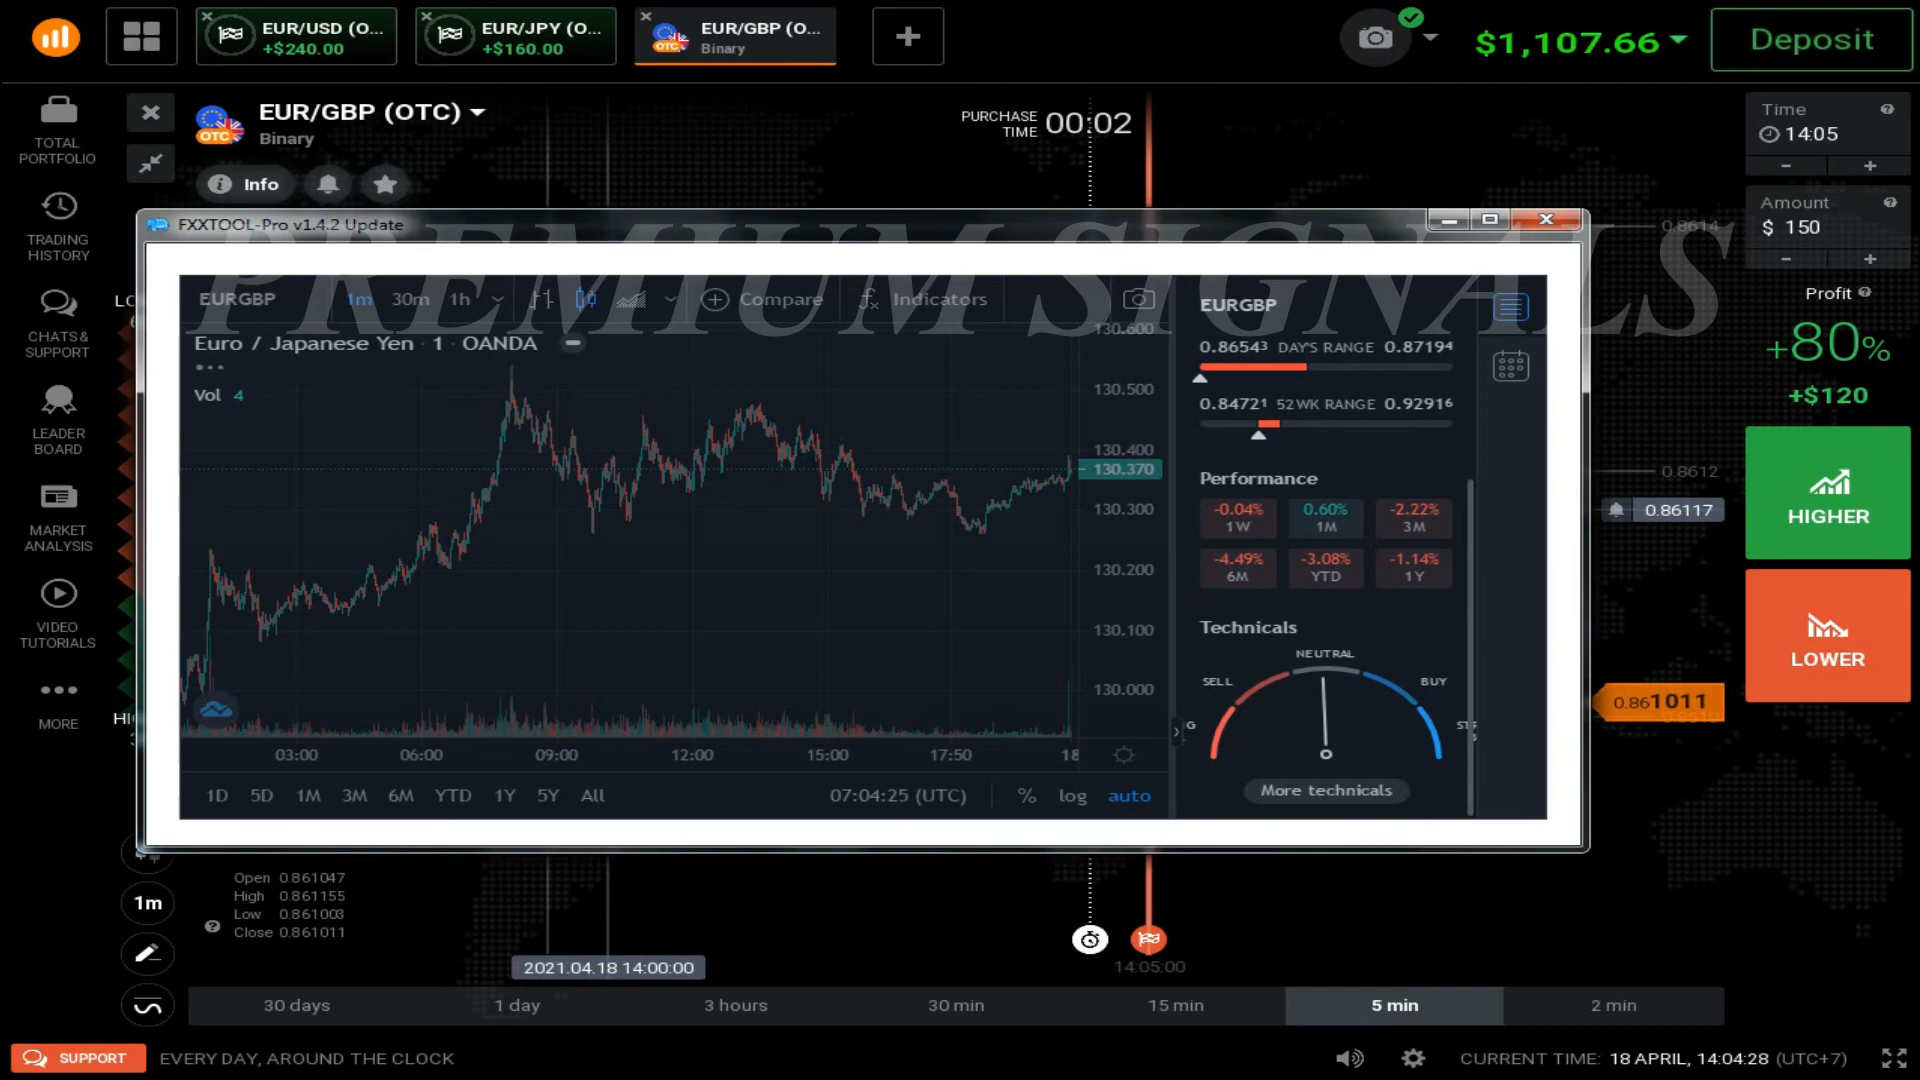 EUR/USD (O...
+$240.00
EUR/JPY (O...
+$160.00
EUR/GBP (O...
Binary
$1,107.66
Deposit
TOTAL PORTFOLIO
TRADING HISTORY
CHATS & SUPPORT
LEADER BOARD
MARKET ANALYSIS
VIDEO TUTORIALS
MORE
OTC
EUR/GBP (OTC)
Binary
Info
PURCHASE TIME 00:02
Time
14:05
Amount
$ 150
Profit
+80%
+$120
HIGHER
LOWER
0.8614
0.8612
0.86117
0.861011
FXXTOOL-Pro v1.4.2 Update
PREMIUM SIGNALS
EURGBP 1m 30m 1h Compare Indicators
Euro / Japanese Yen · 1 · OANDA
Vol 4
130.600
130.500
130.400
130.370
130.300
130.200
130.100
130.000
03:00 06:00 09:00 12:00 15:00 17:50 18
1D 5D 1M 3M 6M YTD 1Y 5Y All 07:04:25 (UTC) % log auto
EURGBP
0.86543 DAY'S RANGE 0.87194
0.84721 52 WK RANGE 0.92916
Performance
-0.04% 0.60% -2.22%
1W 1M 3M
-4.49% -3.08% -1.14%
6M YTD 1Y
Technicals
NEUTRAL
SELL BUY
More technicals
Open 0.861047
High 0.861155
Low 0.861003
Close 0.861011
1m
2021.04.18 14:00:00
14:05:00
30 days 1 day 3 hours 30 min 15 min 5 min 2 min
SUPPORT EVERY DAY, AROUND THE CLOCK
CURRENT TIME: 18 APRIL, 14:04:28 (UTC+7)